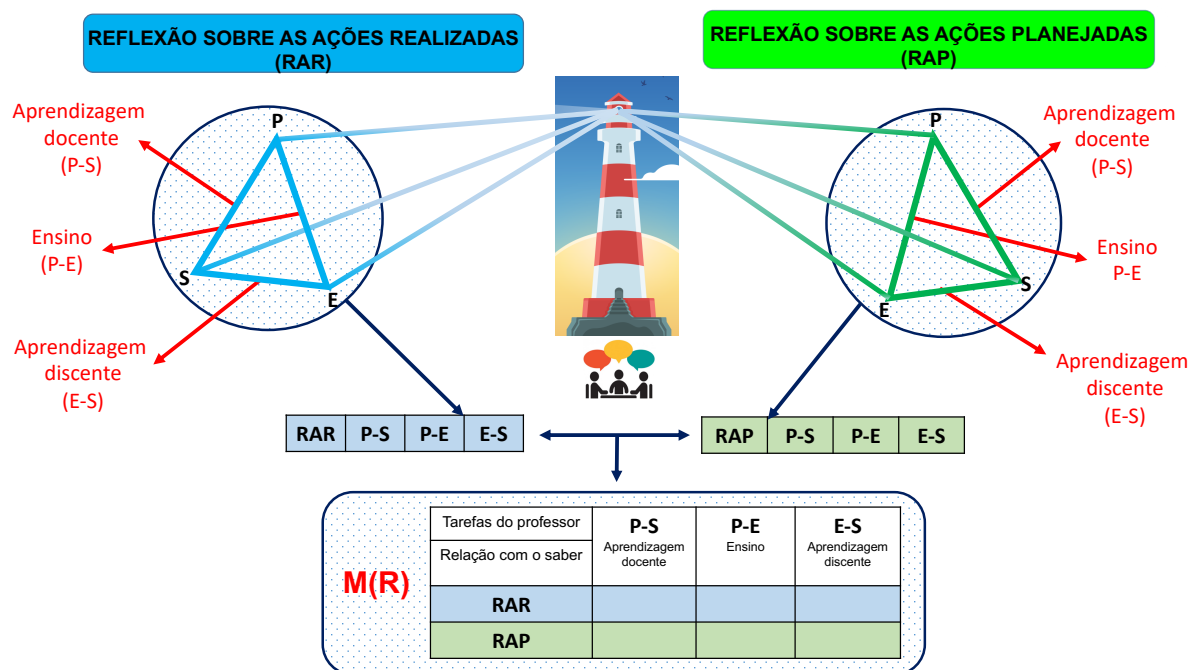 REFLEXÃO SOBRE AS AÇÕES REALIZADAS
(RAR)
REFLEXÃO SOBRE AS AÇÕES PLANEJADAS
(RAP)
Aprendizagem
docente
(P-S)
Ensino
(P-E)
Aprendizagem
discente
(E-S)
P
S
E
P
S
E
Aprendizagem
docente
(P-S)
Ensino
P-E
Aprendizagem
discente
(E-S)
RAR P-S P-E E-S
RAP P-S P-E E-S
M(R)
Tarefas do professor
Relação com o saber
P-S
Aprendizagem
docente
P-E
Ensino
E-S
Aprendizagem
discente
RAR
RAP